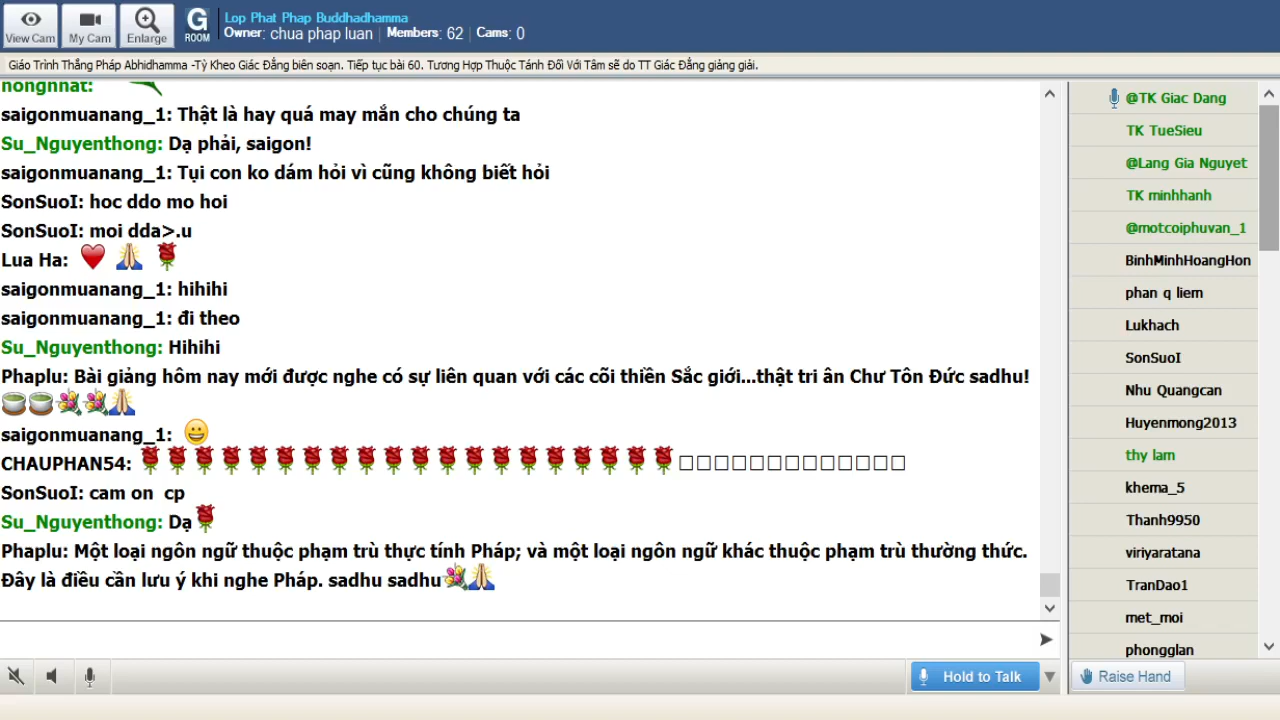 Lop Phat Phap Buddhadhamma
View Cam
My Cam
Enlarge
G
ROOM
Owner: chua phap luan
Members: 62
Cams: 0
Giáo Trình Thắng Pháp Abhidhamma -Tỳ Kheo Giác Đẳng biên soạn. Tiếp tục bài 60. Tương Hợp Thuộc Tánh Đối Với Tâm sẽ do TT Giác Đẳng giảng giải.
nongnhat:
saigonmuanang_1: Thật là hay quá may mắn cho chúng ta
Su_Nguyenthong: Dạ phải, saigon!
saigonmuanang_1: Tụi con ko dám hỏi vì cũng không biết hỏi
SonSuoI: hoc ddo mo hoi
SonSuoI: moi dda>.u
Lua Ha:
saigonmuanang_1: hihihi
saigonmuanang_1: đi theo
Su_Nguyenthong: Hihihi
Phaplu: Bài giảng hôm nay mới được nghe có sự liên quan với các cõi thiền Sắc giới...thật tri ân Chư Tôn Đức sadhu!
saigonmuanang_1:
CHAUPHAN54:
SonSuoI: cam on  cp
Su_Nguyenthong: Dạ
Phaplu: Một loại ngôn ngữ thuộc phạm trù thực tính Pháp; và một loại ngôn ngữ khác thuộc phạm trù thường thức.
Đây là điều cần lưu ý khi nghe Pháp. sadhu sadhu
@TK Giac Dang
TK TueSieu
@Lang Gia Nguyet
TK minhhanh
@motcoiphuvan_1
BinhMinhHoangHon
phan q liem
Lukhach
SonSuoI
Nhu Quangcan
Huyenmong2013
thy lam
khema_5
Thanh9950
viriyaratana
TranDao1
met_moi
phongglan
Hold to Talk
Raise Hand